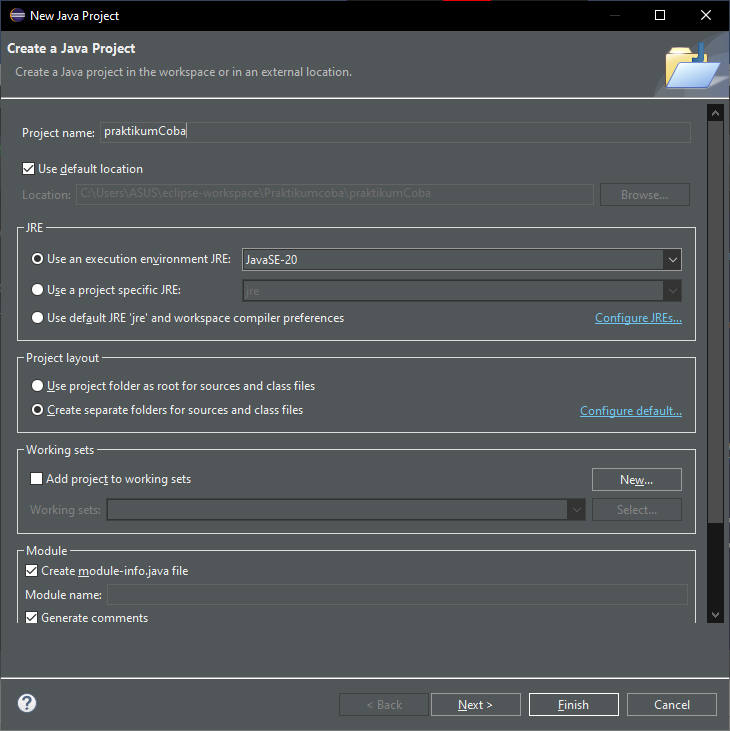 New Java Project
Create a Java Project
Create a Java project in the workspace or in an external location.
Project name: praktikumCoba
Use default location
Location: C:\Users\ASUS\eclipse-workspace\Praktikumcoba\praktikumCoba Browse...
JRE
Use an execution environment JRE: JavaSE-20
Use a project specific JRE: jre
Use default JRE 'jre' and workspace compiler preferences Configure JREs...
Project layout
Use project folder as root for sources and class files
Create separate folders for sources and class files Configure default...
Working sets
Add project to working sets New...
Working sets: Select...
Module
Create module-info.java file
Module name:
Generate comments
? < Back Next > Finish Cancel